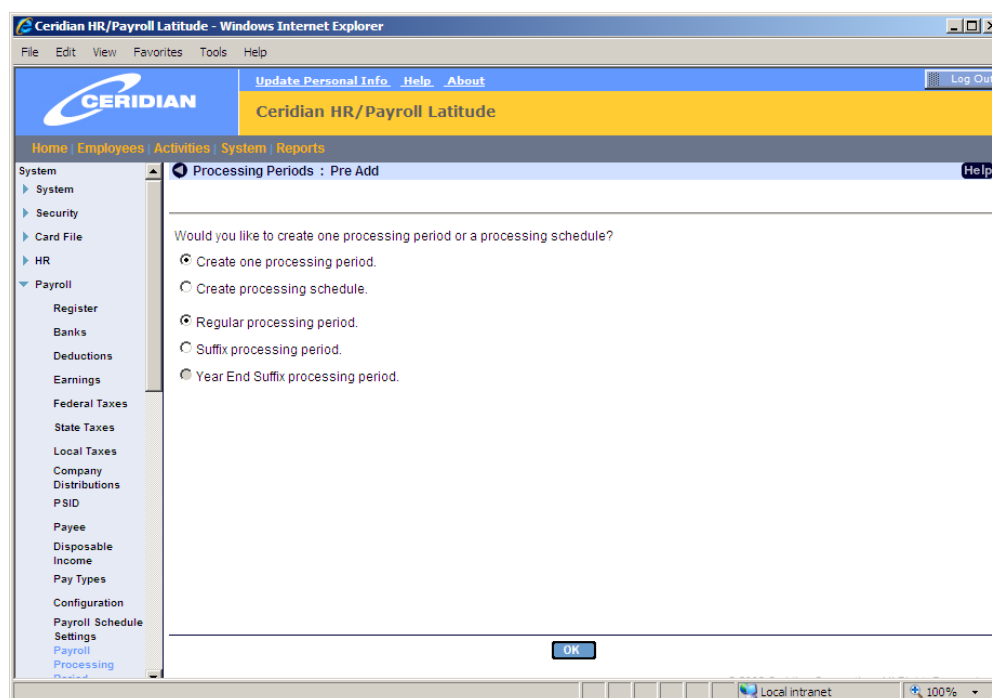 Ceridian HR/Payroll Latitude - Windows Internet Explorer
File Edit View Favorites Tools Help
CERIDIAN
Update Personal Info Help About
Log Out
Ceridian HR/Payroll Latitude
Home | Employees | Activities | System | Reports
System
Processing Periods : Pre Add
Help
System
Security
Card File
HR
Payroll
Register
Banks
Deductions
Earnings
Federal Taxes
State Taxes
Local Taxes
Company
Distributions
PSID
Payee
Disposable
Income
Pay Types
Configuration
Payroll Schedule
Settings
Payroll
Processing
Period
Would you like to create one processing period or a processing schedule?
Create one processing period.
Create processing schedule.
Regular processing period.
Suffix processing period.
Year End Suffix processing period.
OK
Local intranet
100%